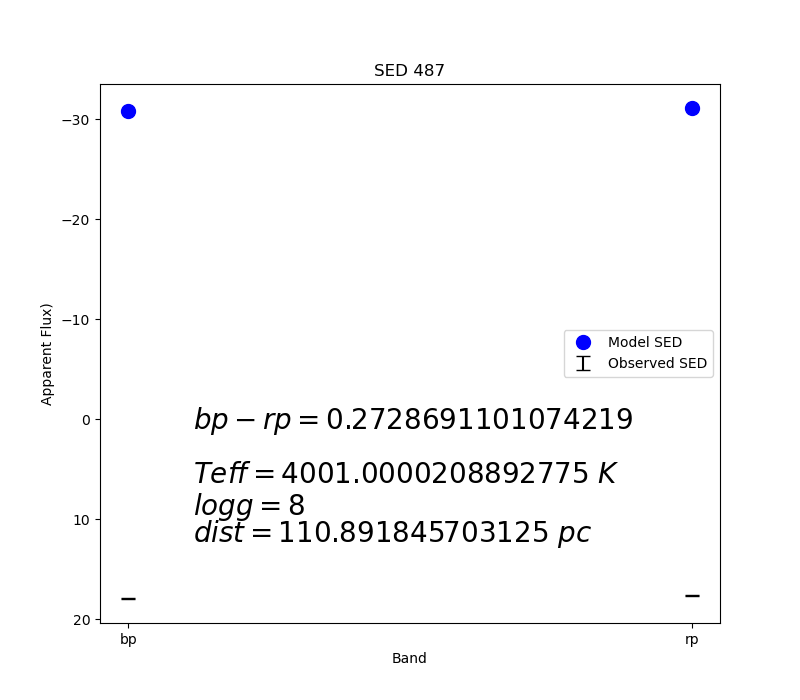 SED 487
−30
−20
−10
0
10
20
Apparent Flux)
Model SED
Observed SED
bp − rp = 0.2728691101074219
Teff = 4001.0000208892775 K
logg = 8
dist = 110.891845703125 pc
bp
rp
Band